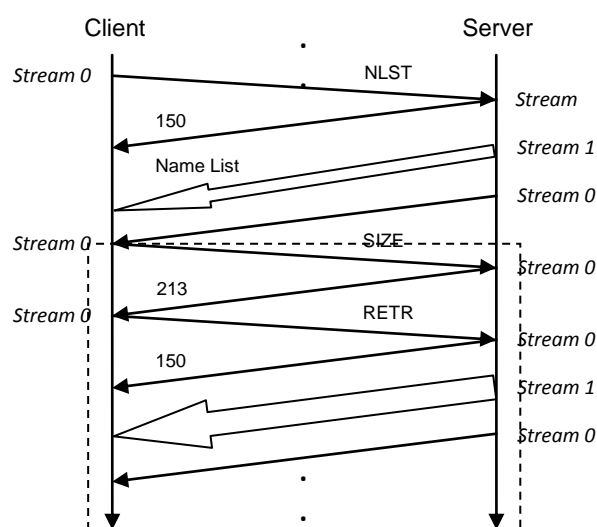 Client
Server
Stream 0
NLST
Stream
150
Stream 1
Name List
Stream 0
Stream 0
SIZE
Stream 0
213
Stream 0
RETR
Stream 0
150
Stream 1
Stream 0